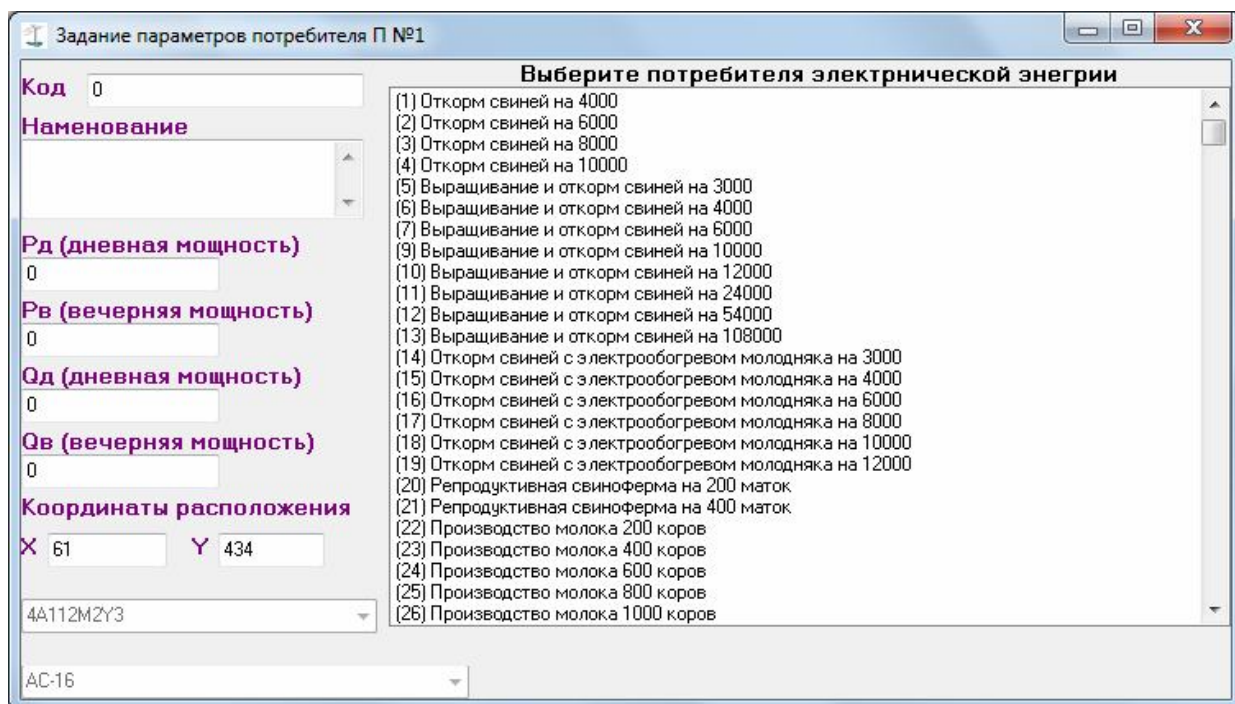 Задание параметров потребителя П №1
Код 0
Наменование
Рд (дневная мощность)
0
Рв (вечерняя мощность)
0
Qд (дневная мощность)
0
Qв (вечерняя мощность)
0
Координаты расположения
X 61 Y 434
4А112М2У3
АС-16
Выберите потребителя электрнической энегрии
(1) Откорм свиней на 4000
(2) Откорм свиней на 6000
(3) Откорм свиней на 8000
(4) Откорм свиней на 10000
(5) Выращивание и откорм свиней на 3000
(6) Выращивание и откорм свиней на 4000
(7) Выращивание и откорм свиней на 6000
(9) Выращивание и откорм свиней на 10000
(10) Выращивание и откорм свиней на 12000
(11) Выращивание и откорм свиней на 24000
(12) Выращивание и откорм свиней на 54000
(13) Выращивание и откорм свиней на 108000
(14) Откорм свиней с электрообогревом молодняка на 3000
(15) Откорм свиней с электрообогревом молодняка на 4000
(16) Откорм свиней с электрообогревом молодняка на 6000
(17) Откорм свиней с электрообогревом молодняка на 8000
(18) Откорм свиней с электрообогревом молодняка на 10000
(19) Откорм свиней с электрообогревом молодняка на 12000
(20) Репродуктивная свиноферма на 200 маток
(21) Репродуктивная свиноферма на 400 маток
(22) Производство молока 200 коров
(23) Производство молока 400 коров
(24) Производство молока 600 коров
(25) Производство молока 800 коров
(26) Производство молока 1000 коров